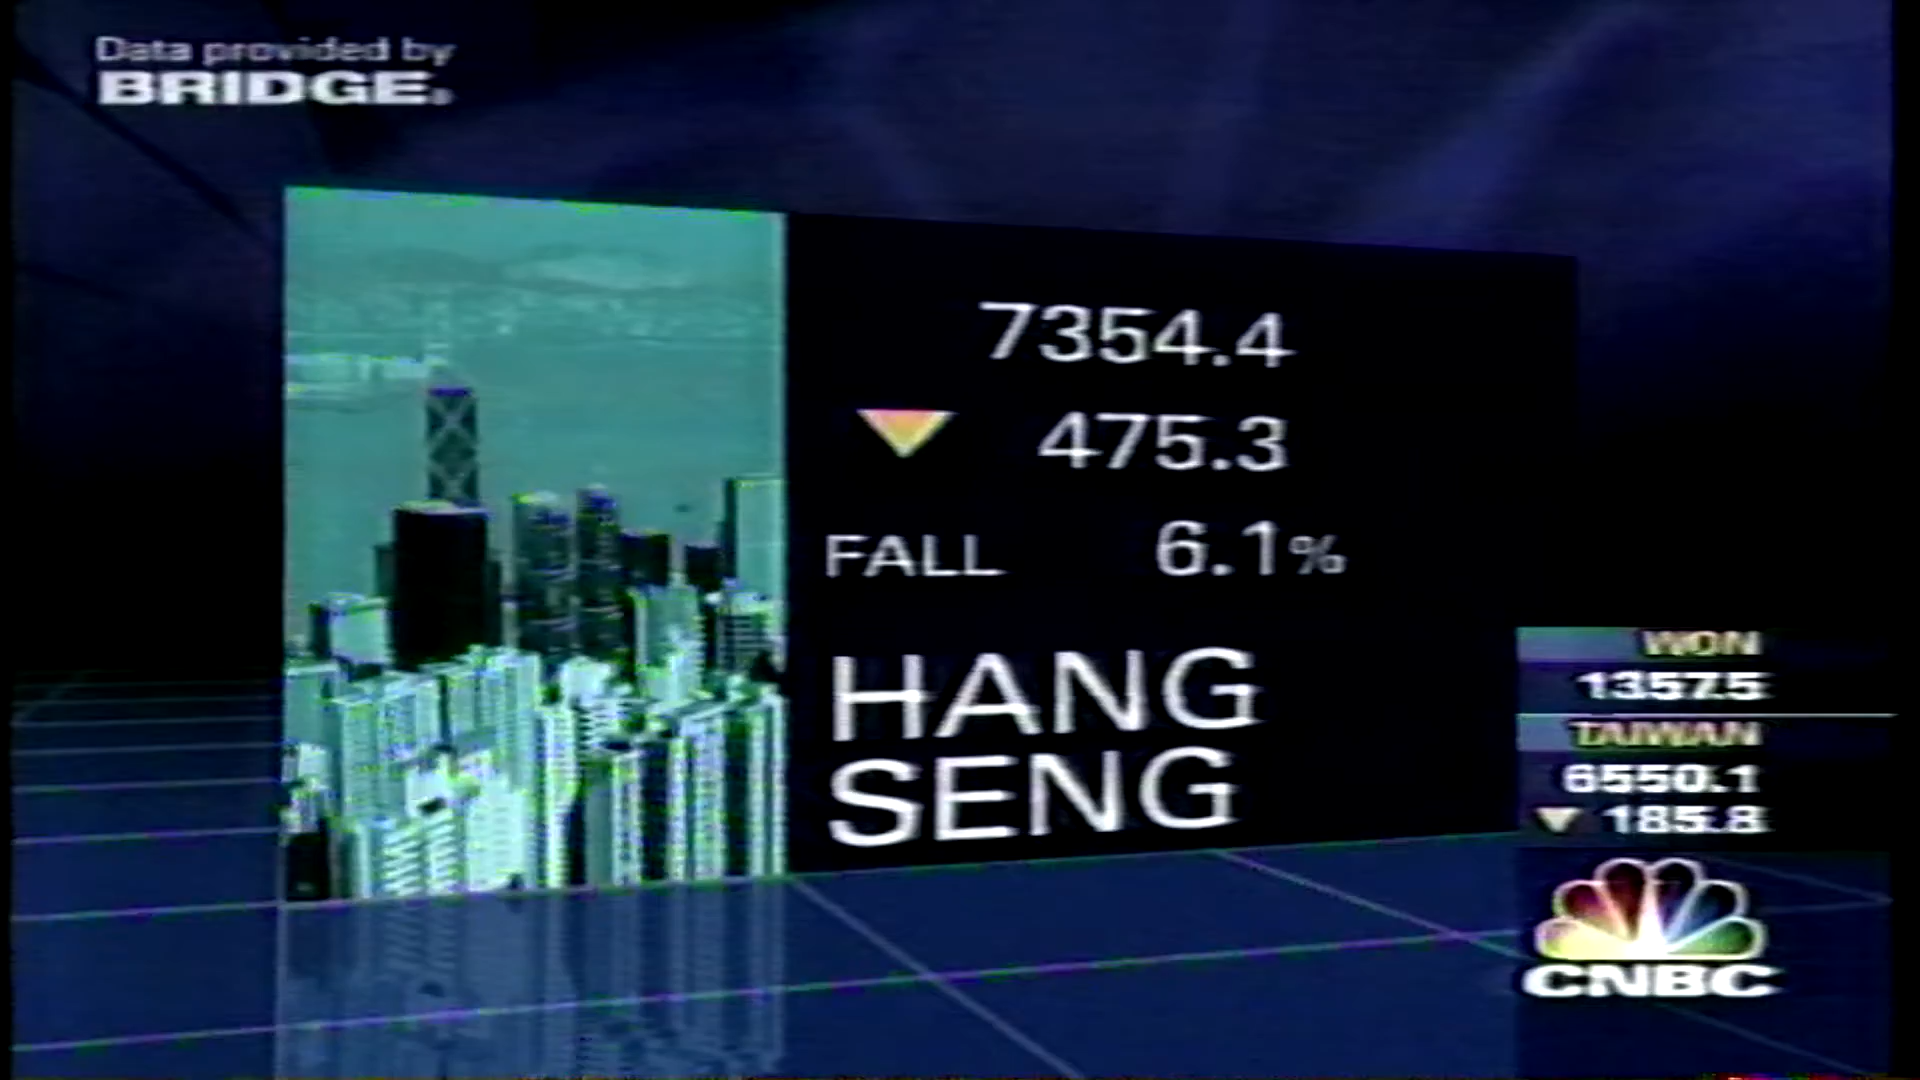 Data provided by
BRIDGE®
7354.4
▼ 475.3
FALL 6.1%
HANG
SENG
WON
1357.5
TAIWAN
6550.1
▼ 185.8
CNBC